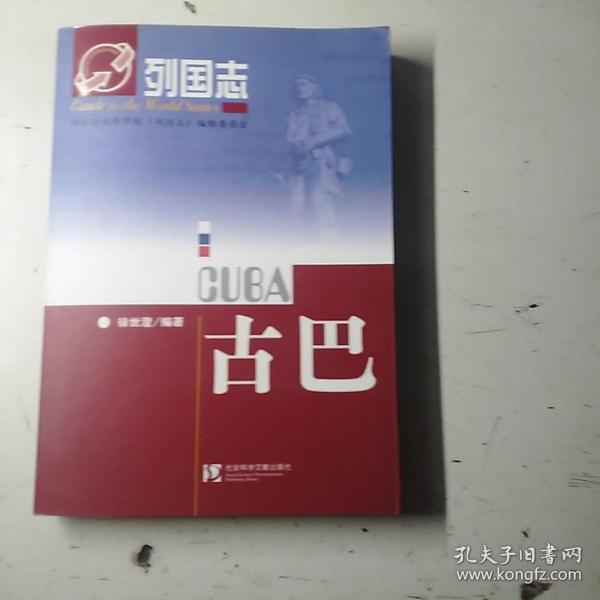 列国志
Guide to the World States
中国社会科学院《列国志》编辑委员会
CUBA
徐世澄/编著
古巴
社会科学文献出版社
孔夫子旧书网
www.kongfz.com